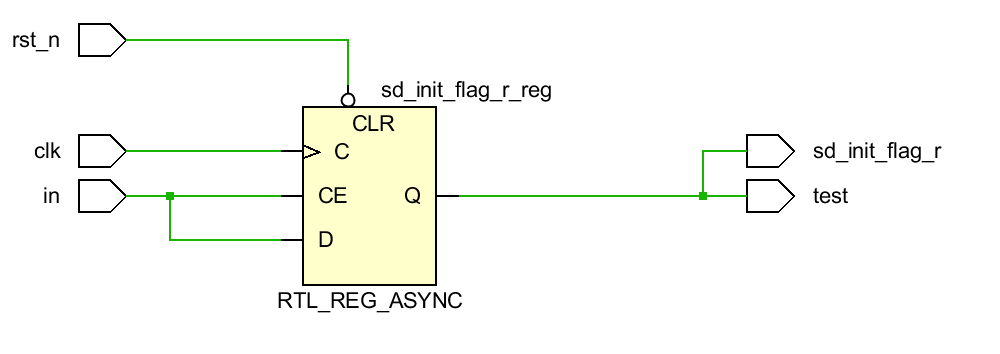 rst_n
sd_init_flag_r_reg
CLR
clk
C
sd_init_flag_r
in
CE
Q
test
D
RTL_REG_ASYNC